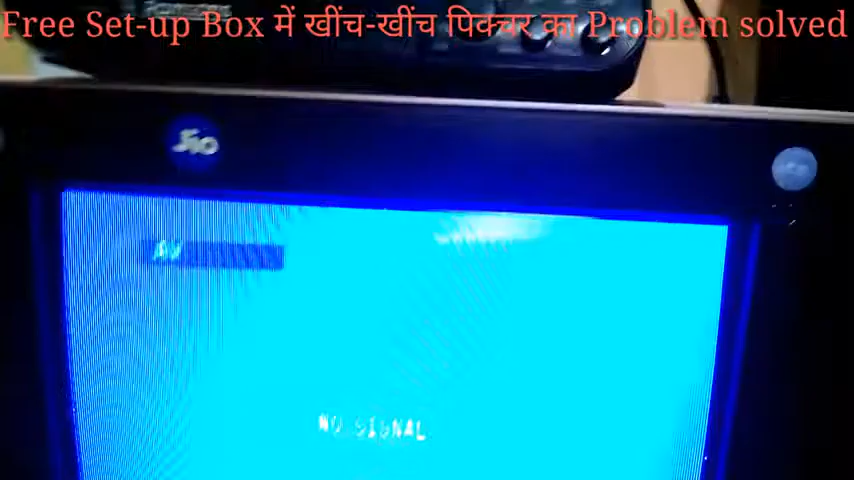 Free Set-up Box में खींच-खींच पिक्चर का Problem solved
Jio
AV
NO SIGNAL